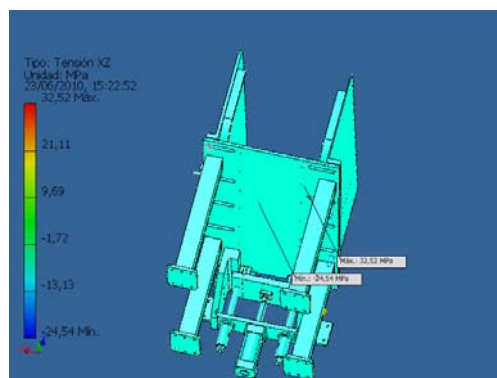 Tipo: Tensión XZ
Unidad: MPa
23/06/2010, 15:22:52
32,52 Máx.
21,11
9,69
-1,72
-13,13
-24,54 Mín.
Máx.: 32,52 MPa
Mín.: -24,54 MPa